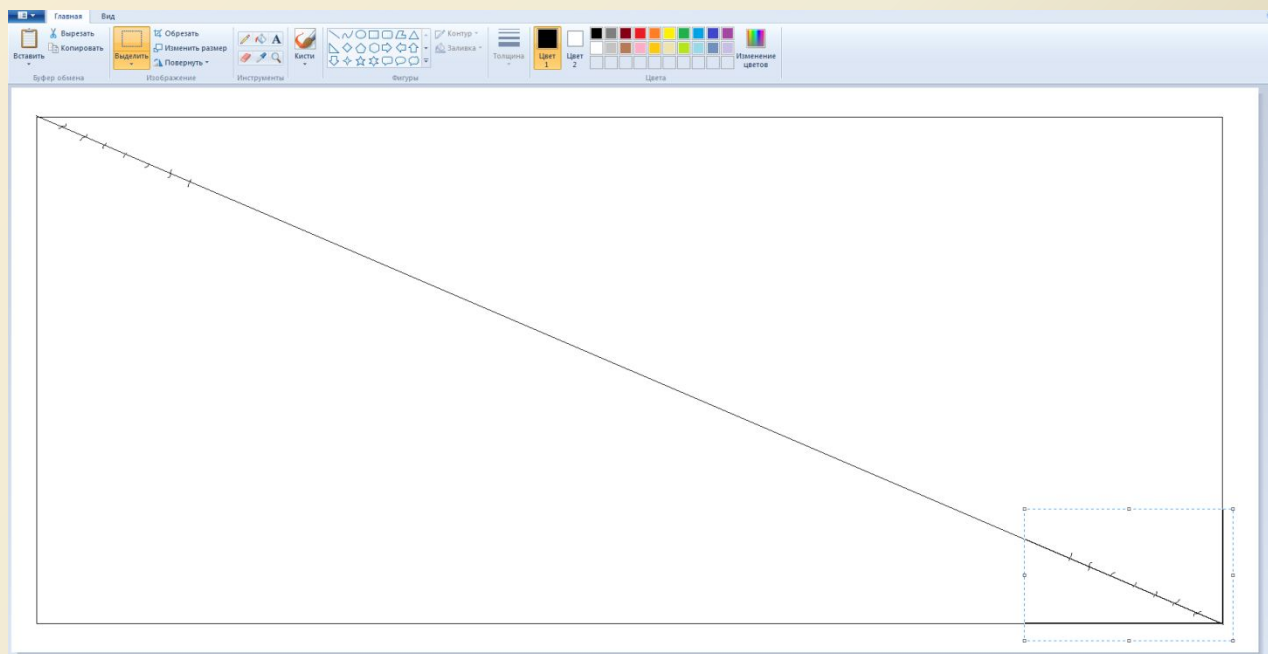 Главная Вид
Вставить
Вырезать
Копировать
Буфер обмена
Выделить
Обрезать
Изменить размер
Повернуть
Изображение
A
Инструменты
Кисти
Контур
Заливка
Фигуры
Толщина
Цвет 1
Цвет 2
Изменение цветов
Цвета